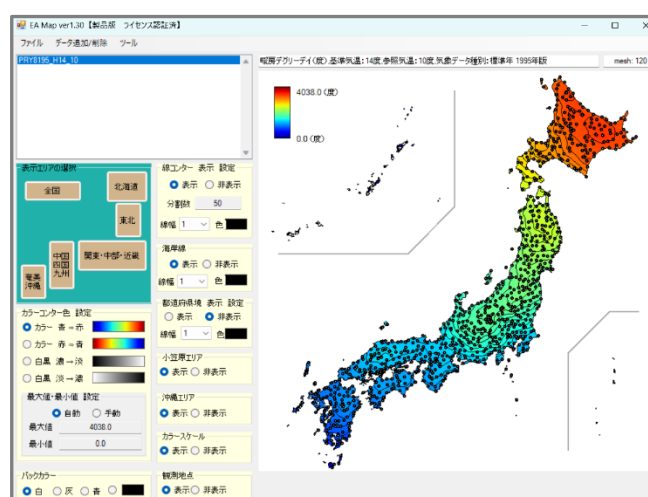 EA Map ver1.30 【製品版 ライセンス認証済】
ファイル データ追加/削除 ツール
PRY8195_H14_10
暖房デグリーデイ(度),基準気温:14度,参照気温:10度,気象データ種別:標準年 1995年版
mesh: 120
4038.0 (度)
0.0 (度)
表示エリアの選択
全国
北海道
東北
中国
四国
九州
関東・中部・近畿
奄美
沖縄
線コンター 表示 設定
表示 非表示
分割数 50
線幅 1 色
海岸線
表示 非表示
線幅 1 色
都道府県境 表示 設定
表示 非表示
線幅 1 色
小笠原エリア
表示 非表示
沖縄エリア
表示 非表示
カラースケール
表示 非表示
観測地点
表示 非表示
カラーコンター色 設定
カラー 青→赤
カラー 赤→青
白黒 濃→淡
白黒 淡→濃
最大値・最小値 設定
自動 手動
最大値 4038.0
最小値 0.0
バックカラー
白 灰 青